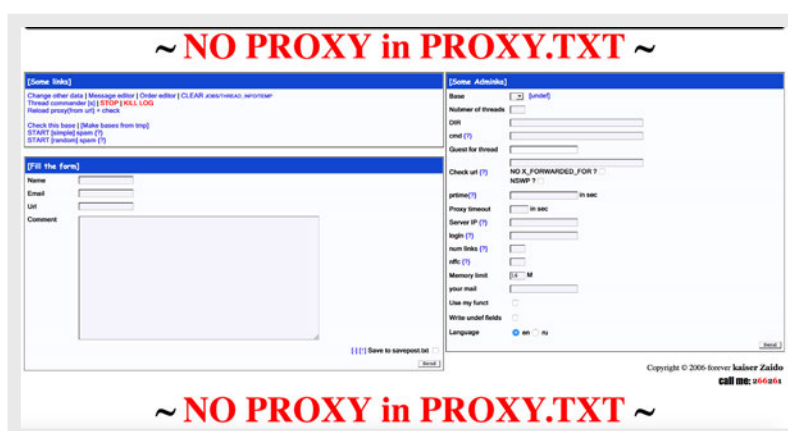 ~ NO PROXY in PROXY.TXT ~
[Some links]
Change other data | Message editor | Order editor | CLEAR JOBS/THREAD_INFO/TEMP
Thread commander [s] | STOP | KILL LOG
Reload proxy(from url) + check
Check this base | [Make bases from tmp]
START [simple] spam (?)
START [random] spam (?)
[Fill the form]
Name
Email
Url
Comment
[-] [*] Save to savepost.txt
Send
[Some Adminka]
Base [undef]
Nubmer of threads
DIR
cmd (?)
Guest for thread
Check url (?) NO X_FORWARDED_FOR ?
NSWP ?
prtime(?) in sec
Proxy timeout in sec
Server IP (?)
login (?)
num links (?)
nffc (?)
Memory limit M
your mail
Use my funct
Write undef fields
Language en ru
Send
Copyright © 2006-forever kaiser Zaido
call me: 266261
~ NO PROXY in PROXY.TXT ~